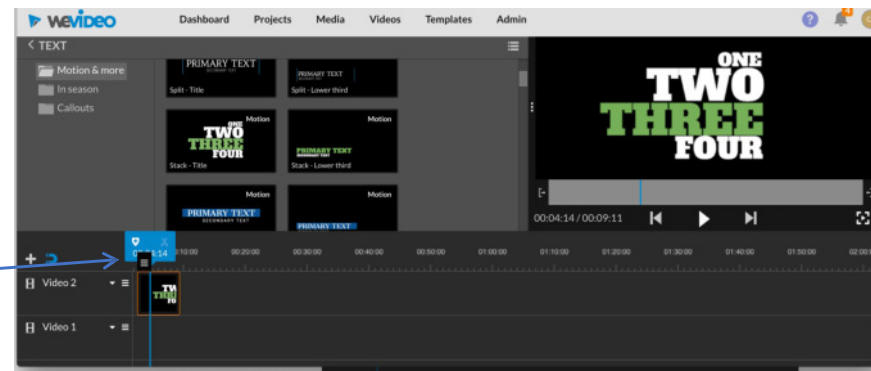 WeVIDEO Dashboard Projects Media Videos Templates Admin ?
< TEXT
Motion & more
In season
Callouts
PRIMARY TEXT
SECONDARY TEXT
Split - Title
PRIMARY TEXT
Split - Lower third
Motion
ONE
TWO
THREE
FOUR
Stack - Title
Motion
PRIMARY TEXT
SECONDARY TEXT
Stack - Lower third
Motion
PRIMARY TEXT
SECONDARY TEXT
Motion
PRIMARY TEXT
ONE
TWO
THREE
FOUR
00:04:14 / 00:09:11
00:20:00 00:30:00 00:40:00 00:50:00 01:00:00 01:10:00 01:20:00 01:30:00 01:40:00 01:50:00
Video 2
Video 1